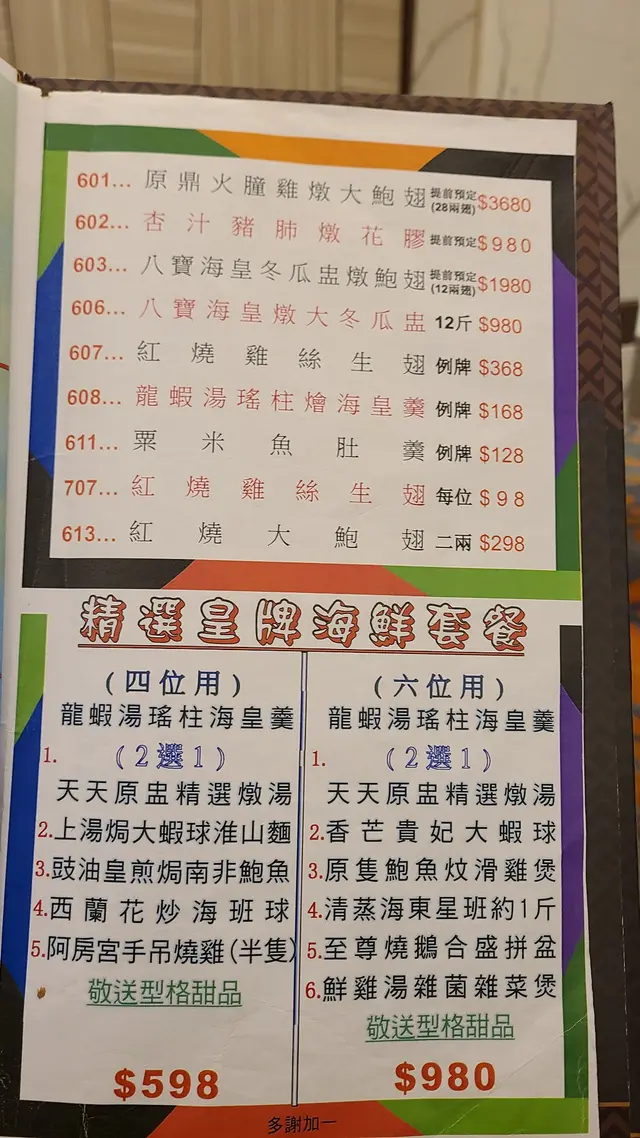 601... 原鼎火膧雞燉大鮑翅 提前預定 (28兩翅) $3680
602... 杏汁豬肺燉花膠 提前預定 $980
603... 八寶海皇冬瓜盅燉鮑翅 提前預定 (12兩翅) $1980
606... 八寶海皇燉大冬瓜盅 12斤 $980
607... 紅燒雞絲生翅 例牌 $368
608... 龍蝦湯瑤柱燴海皇羹 例牌 $168
611... 粟米魚肚羹 例牌 $128
707... 紅燒雞絲生翅 每位 $98
613... 紅燒大鮑翅 二兩 $298
精選皇牌海鮮套餐
(四位用)
龍蝦湯瑤柱海皇羹
1. (2選1)
天天原盅精選燉湯
2.上湯焗大蝦球淮山麵
3.豉油皇煎焗南非鮑魚
4.西蘭花炒海班球
5.阿房宮手吊燒雞(半隻)
敬送型格甜品
$598
(六位用)
龍蝦湯瑤柱海皇羹
1. (2選1)
天天原盅精選燉湯
2.香芒貴妃大蝦球
3.原隻鮑魚炆滑雞煲
4.清蒸海東星班約1斤
5.至尊燒鵝合盛拼盆
6.鮮雞湯雜菌雜菜煲
敬送型格甜品
$980
多謝加一